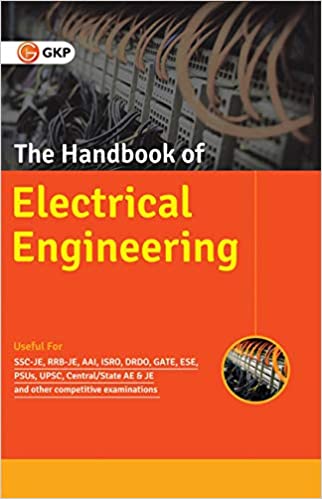 GKP
The Handbook of
Electrical
Engineering
Useful For
SSC-JE, RRB-JE, AAI, ISRO, DRDO, GATE, ESE,
PSUs, UPSC, Central/State AE & JE
and other competitive examinations